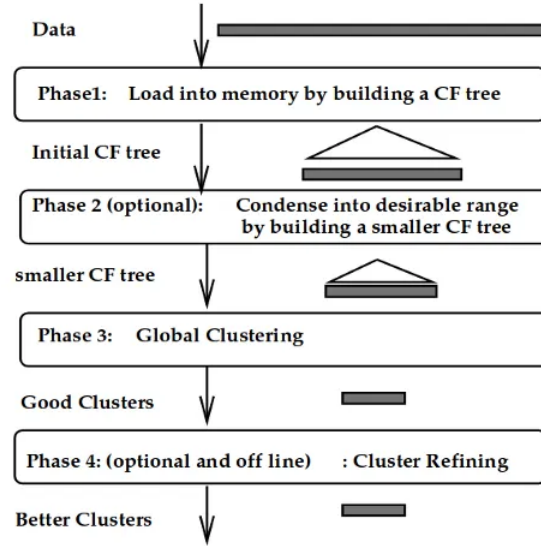 Data
Phase1: Load into memory by building a CF tree
Initial CF tree
Phase 2 (optional): Condense into desirable range
by building a smaller CF tree
smaller CF tree
Phase 3: Global Clustering
Good Clusters
Phase 4: (optional and off line) : Cluster Refining
Better Clusters